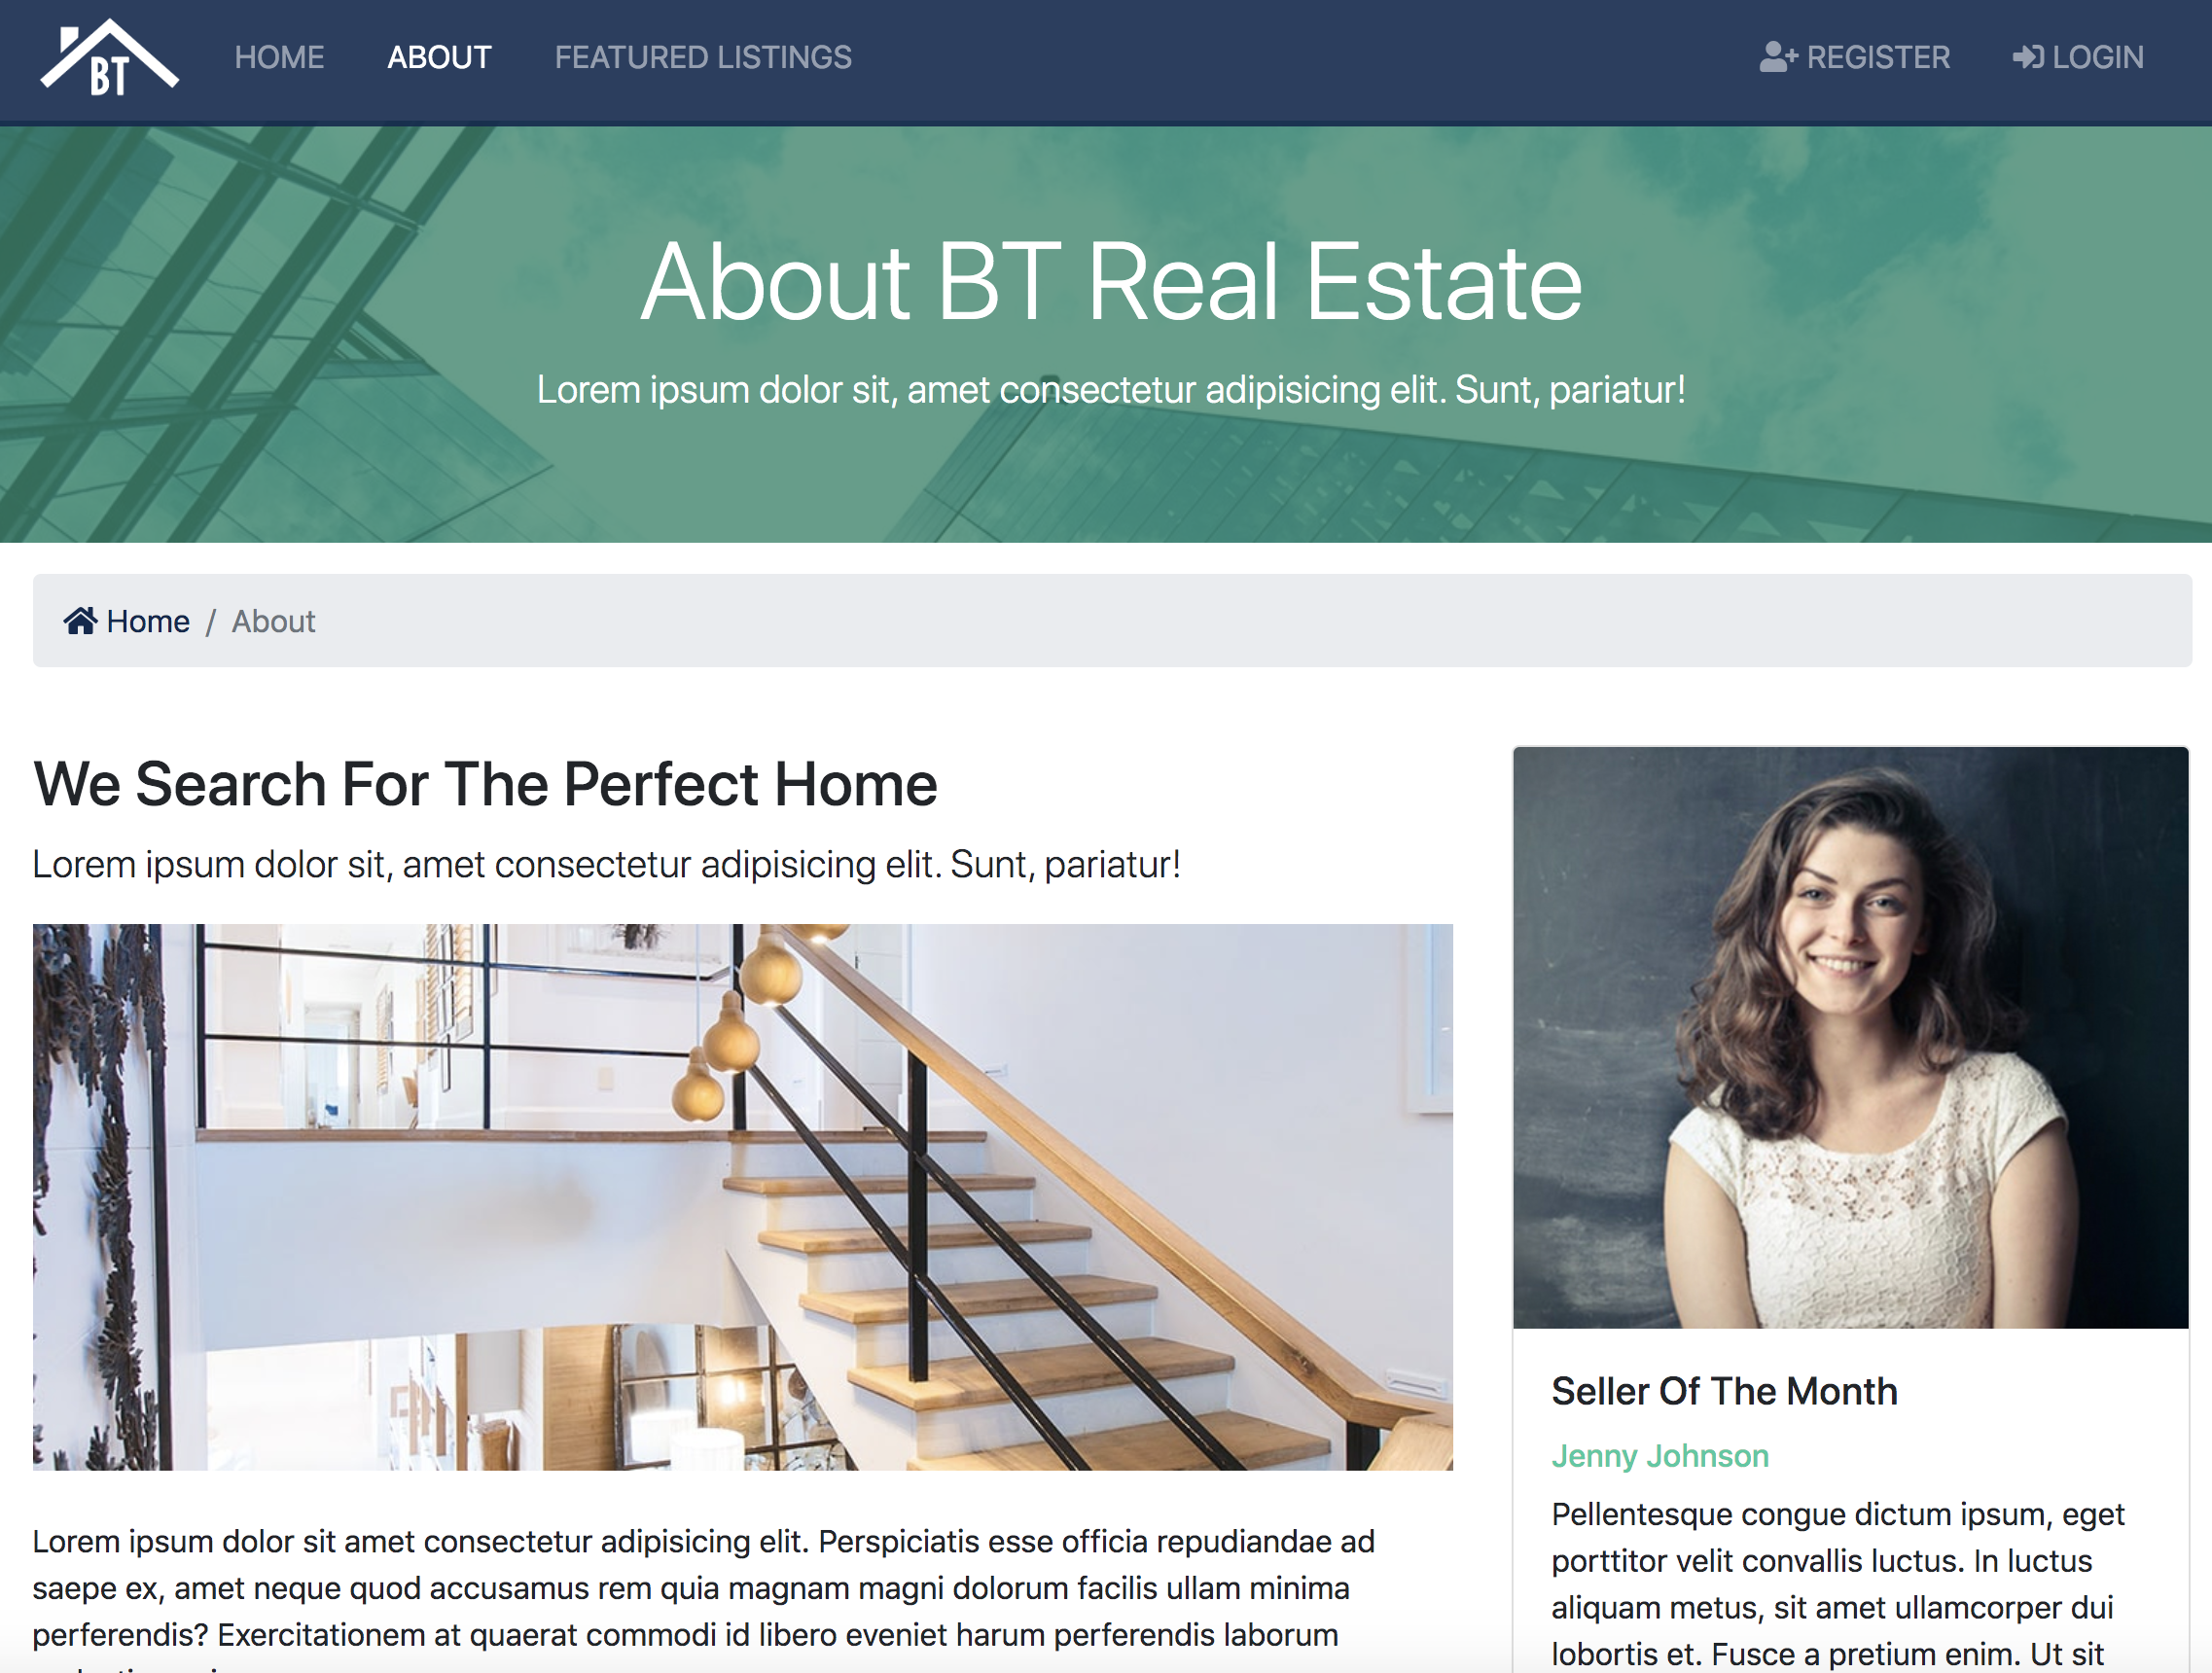 BT
HOME
ABOUT
FEATURED LISTINGS
REGISTER
LOGIN
About BT Real Estate
Lorem ipsum dolor sit, amet consectetur adipisicing elit. Sunt, pariatur!
Home / About
We Search For The Perfect Home
Lorem ipsum dolor sit, amet consectetur adipisicing elit. Sunt, pariatur!
Lorem ipsum dolor sit amet consectetur adipisicing elit. Perspiciatis esse officia repudiandae ad
saepe ex, amet neque quod accusamus rem quia magnam magni dolorum facilis ullam minima
perferendis? Exercitationem at quaerat commodi id libero eveniet harum perferendis laborum
Seller Of The Month
Jenny Johnson
Pellentesque congue dictum ipsum, eget
porttitor velit convallis luctus. In luctus
aliquam metus, sit amet ullamcorper dui
lobortis et. Fusce a pretium enim. Ut sit